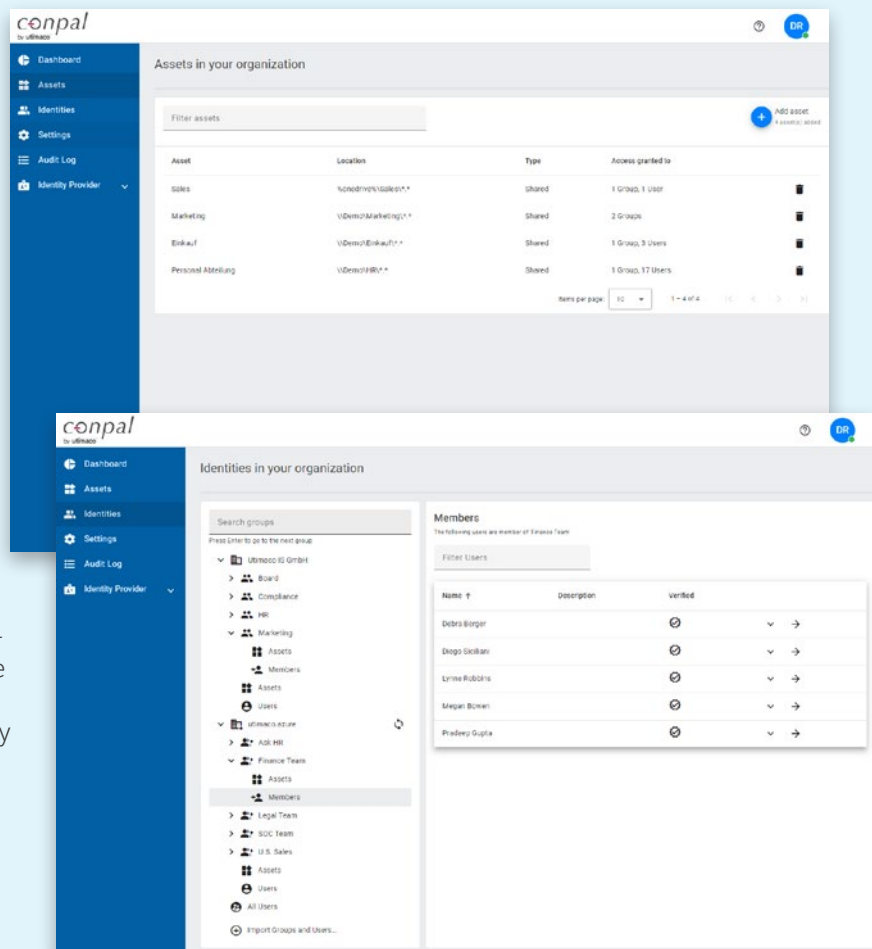 conpal
by utimaco
DR
Dashboard
Assets
Identities
Settings
Audit Log
Identity Provider
Assets in your organization
Filter assets
Add asset
4 asset(s) added
Asset Location Type Access granted to
Sales %onedrive%\Sales\*.* Shared 1 Group, 1 User
Marketing \\Demo\Marketing\*.* Shared 2 Groups
Einkauf \\Demo\Einkauf\*.* Shared 1 Group, 3 Users
Personal Abteilung \\Demo\HR\*.* Shared 1 Group, 17 Users
Items per page: 10 1 – 4 of 4
conpal
by utimaco
DR
Dashboard
Assets
Identities
Settings
Audit Log
Identity Provider
Identities in your organization
Search groups
Press Enter to go to the next group
Utimaco IS GmbH
Board
Compliance
HR
Marketing
Assets
Members
Assets
Users
utimaco.azure
Ask HR
Finance Team
Assets
Members
Legal Team
SOC Team
U.S. Sales
Assets
Users
All Users
Import Groups and Users...
Members
The following users are member of Finance Team
Filter Users
Name Description Verified
Debra Berger
Diego Siciliani
Lynne Robbins
Megan Bowen
Pradeep Gupta